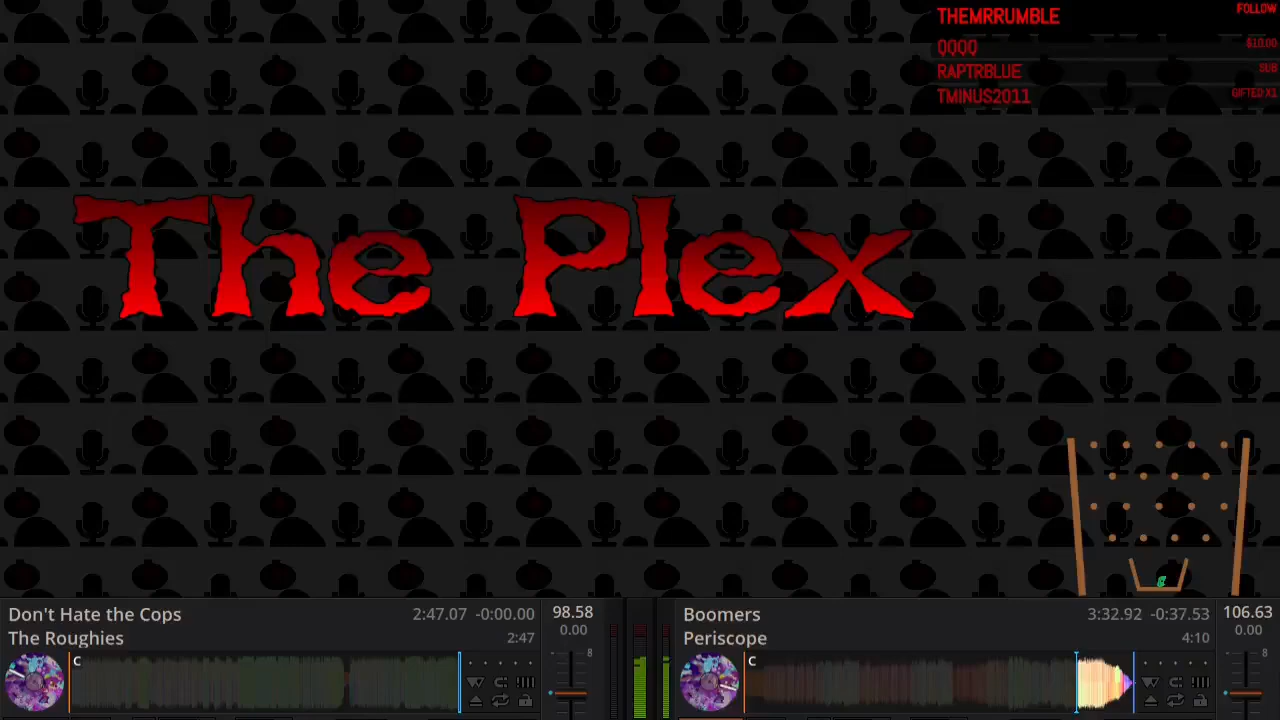 THEMRRUMBLE FOLLOW
QQQQ $10.00
RAPTRBLUE SUB
TMINUS2011 GIFTED X1
The Plex
Don't Hate the Cops 2:47.07 -0:00.00 98.58
The Roughies 2:47 0.00
C
8
Boomers 3:32.92 -0:37.53 106.63
Periscope 4:10 0.00
C
8